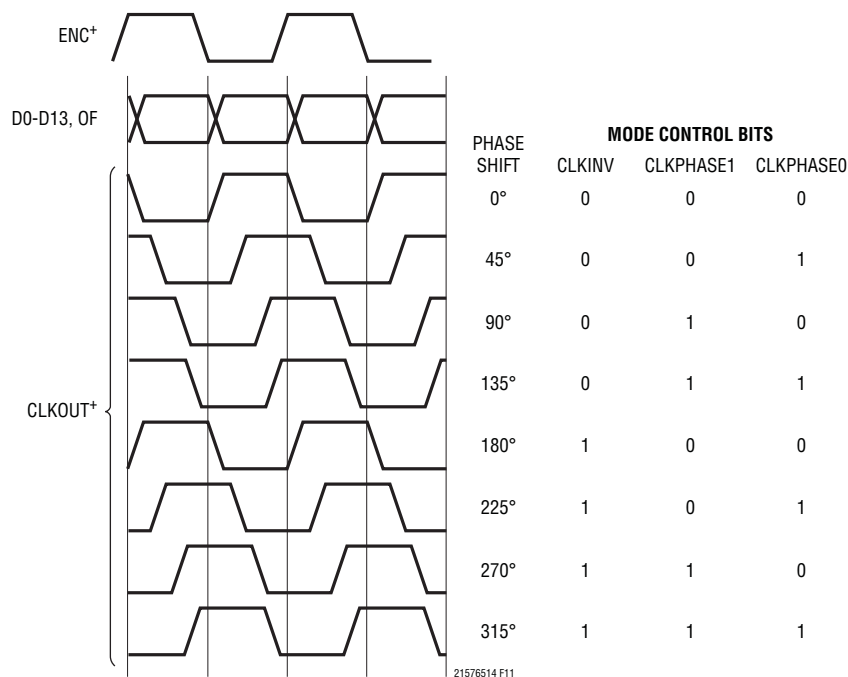 ENC+
D0-D13, OF
MODE CONTROL BITS
PHASE SHIFT CLKINV CLKPHASE1 CLKPHASE0
0° 0 0 0
45° 0 0 1
90° 0 1 0
135° 0 1 1
CLKOUT+
180° 1 0 0
225° 1 0 1
270° 1 1 0
315° 1 1 1
21576514 F11